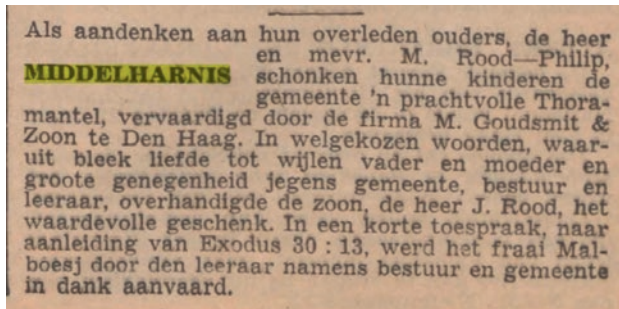 Als aandenken aan hun overleden ouders, de heer
en mevr. M. Rood—Philip,
MIDDELHARNIS schonken hunne kinderen de
gemeente 'n prachtvolle Thora-
mantel, vervaardigd door de firma M. Goudsmit &
Zoon te Den Haag. In welgekozen woorden, waar-
uit bleek liefde tot wijlen vader en moeder en
groote genegenheid jegens gemeente, bestuur en
leeraar, overhandigde de zoon, de heer J. Rood, het
waardevolle geschenk. In een korte toespraak, naar
aanleiding van Exodus 30 : 13, werd het fraai Mal-
boesj door den leeraar namens bestuur en gemeente
in dank aanvaard.